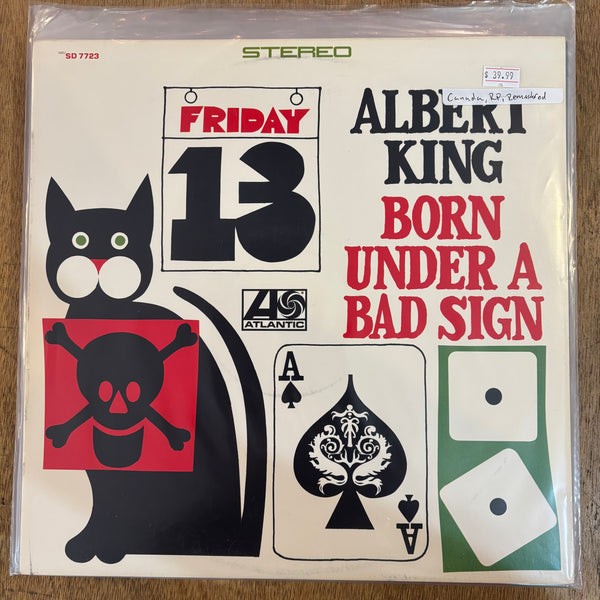 SD 7723
STEREO
$ 39.99
Canada, RP, Remastered
FRIDAY
13
ALBERT
KING
BORN
UNDER A
BAD SIGN
ATLANTIC
A
A